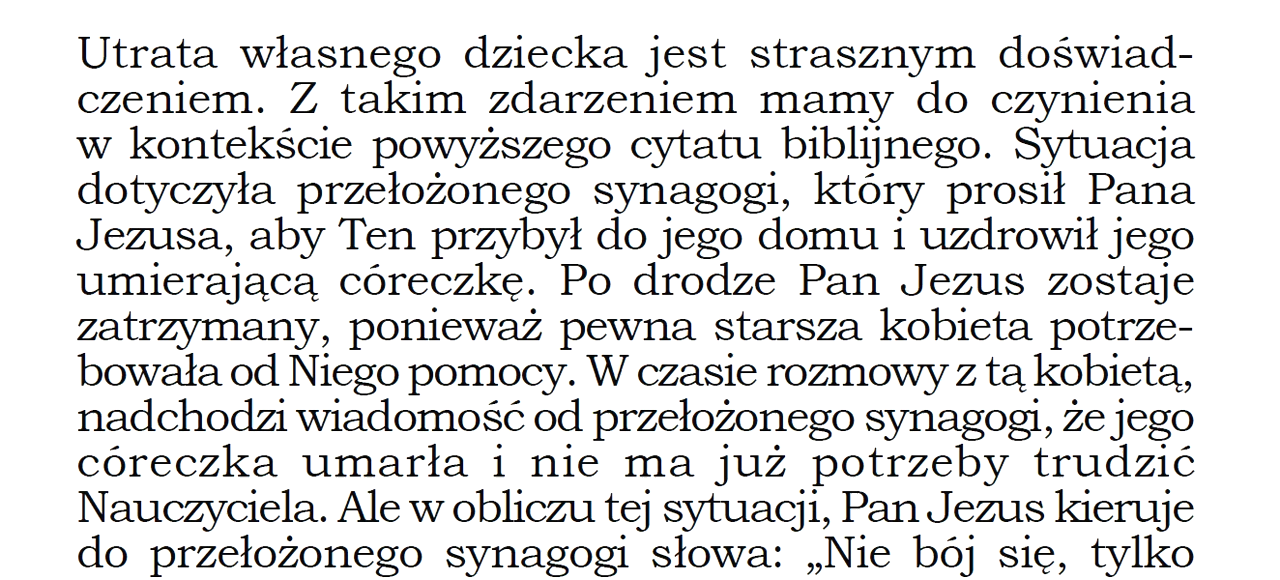 Utrata własnego dziecka jest strasznym doświad-
czeniem. Z takim zdarzeniem mamy do czynienia
w kontekście powyższego cytatu biblijnego. Sytuacja
dotyczyła przełożonego synagogi, który prosił Pana
Jezusa, aby Ten przybył do jego domu i uzdrowił jego
umierającą córeczkę. Po drodze Pan Jezus zostaje
zatrzymany, ponieważ pewna starsza kobieta potrze-
bowała od Niego pomocy. W czasie rozmowy z tą kobietą,
nadchodzi wiadomość od przełożonego synagogi, że jego
córeczka umarła i nie ma już potrzeby trudzić
Nauczyciela. Ale w obliczu tej sytuacji, Pan Jezus kieruje
do przełożonego synagogi słowa: „Nie bój się, tylko